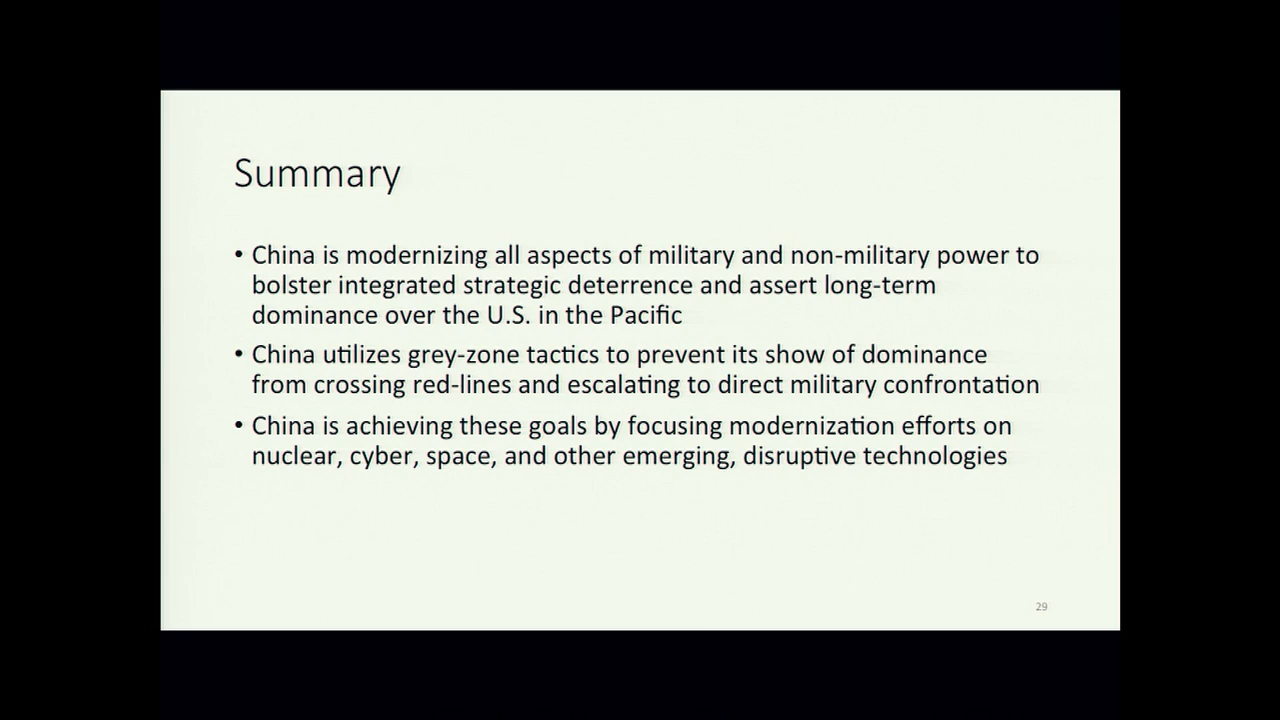 Summary
• China is modernizing all aspects of military and non-military power to
bolster integrated strategic deterrence and assert long-term
dominance over the U.S. in the Pacific
• China utilizes grey-zone tactics to prevent its show of dominance
from crossing red-lines and escalating to direct military confrontation
• China is achieving these goals by focusing modernization efforts on
nuclear, cyber, space, and other emerging, disruptive technologies
29